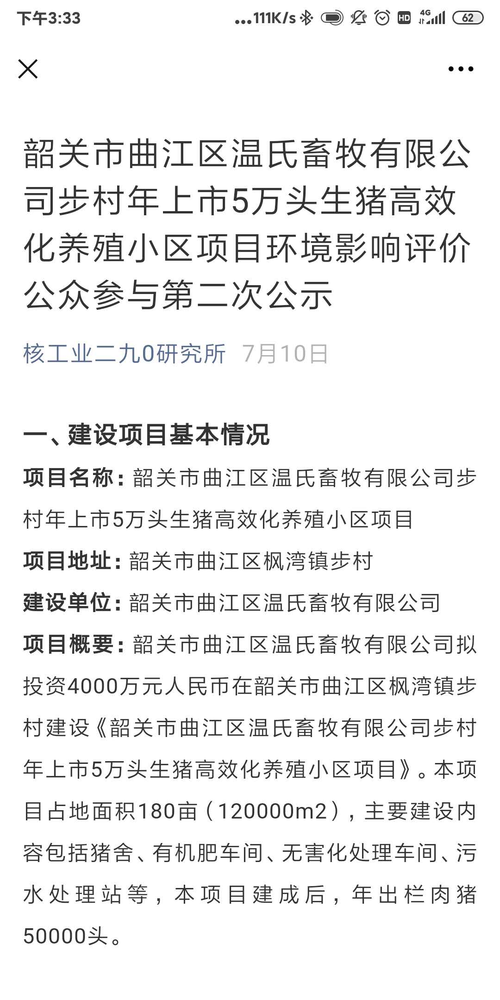 下午3:33
...111K/s
HD
4G
62
韶关市曲江区温氏畜牧有限公
司步村年上市5万头生猪高效
化养殖小区项目环境影响评价
公众参与第二次公示
核工业二九0研究所 7月10日
一、建设项目基本情况
项目名称：韶关市曲江区温氏畜牧有限公司步
村年上市5万头生猪高效化养殖小区项目
项目地址：韶关市曲江区枫湾镇步村
建设单位：韶关市曲江区温氏畜牧有限公司
项目概要：韶关市曲江区温氏畜牧有限公司拟
投资4000万元人民币在韶关市曲江区枫湾镇步
村建设《韶关市曲江区温氏畜牧有限公司步村
年上市5万头生猪高效化养殖小区项目》。本项
目占地面积180亩（120000m2），主要建设内
容包括猪舍、有机肥车间、无害化处理车间、污
水处理站等，本项目建成后，年出栏肉猪
50000头。